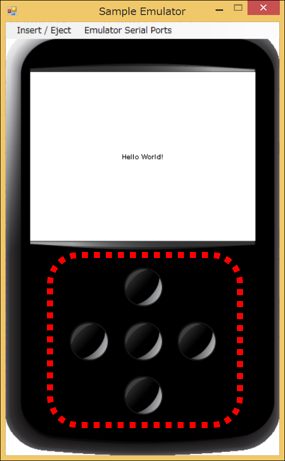 Sample Emulator
Insert / Eject Emulator Serial Ports
Hello World!